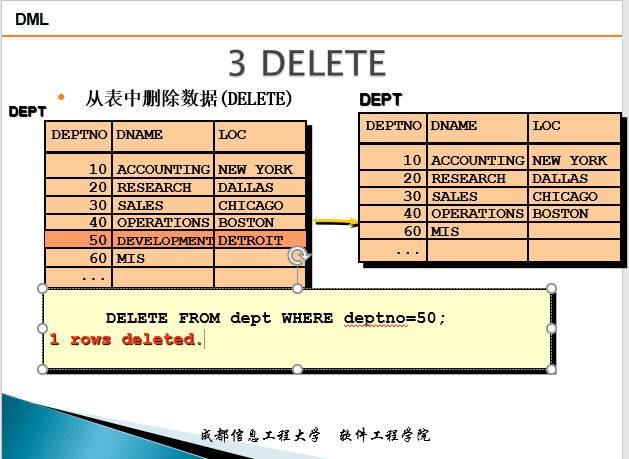 DML
3 DELETE
• 从表中删除数据(DELETE)
DEPT
DEPTNO DNAME LOC
10 ACCOUNTING NEW YORK
20 RESEARCH DALLAS
30 SALES CHICAGO
40 OPERATIONS BOSTON
50 DEVELOPMENT DETROIT
60 MIS
...
DEPT
DEPTNO DNAME LOC
10 ACCOUNTING NEW YORK
20 RESEARCH DALLAS
30 SALES CHICAGO
40 OPERATIONS BOSTON
60 MIS
...
DELETE FROM dept WHERE deptno=50;
1 rows deleted.
成都信息工程大学 软件工程学院